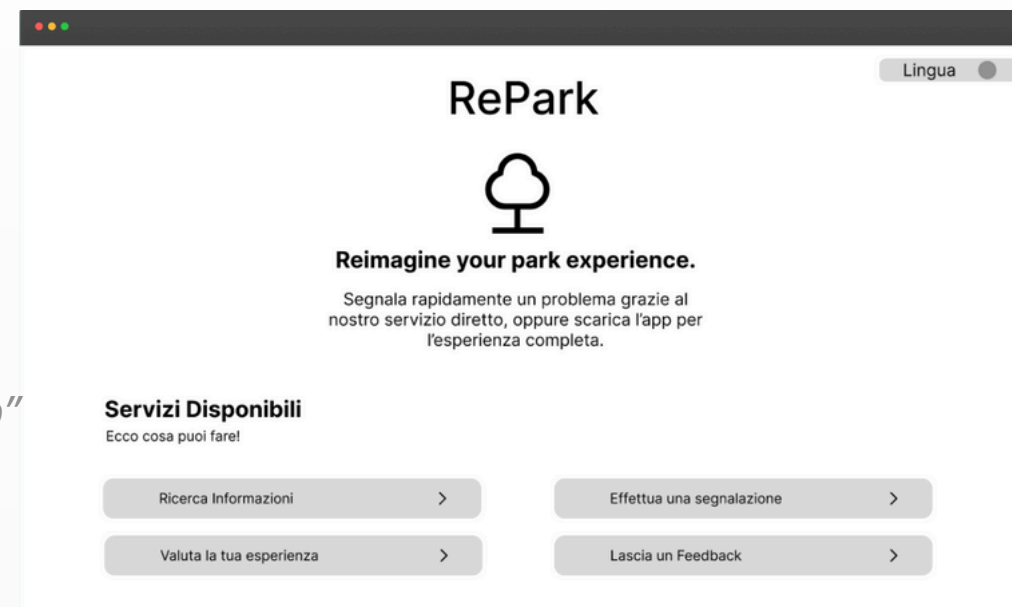 Lingua
RePark
Reimagine your park experience.
Segnala rapidamente un problema grazie al
nostro servizio diretto, oppure scarica l'app per
l'esperienza completa.
Servizi Disponibili
Ecco cosa puoi fare!
Ricerca Informazioni
Effettua una segnalazione
Valuta la tua esperienza
Lascia un Feedback